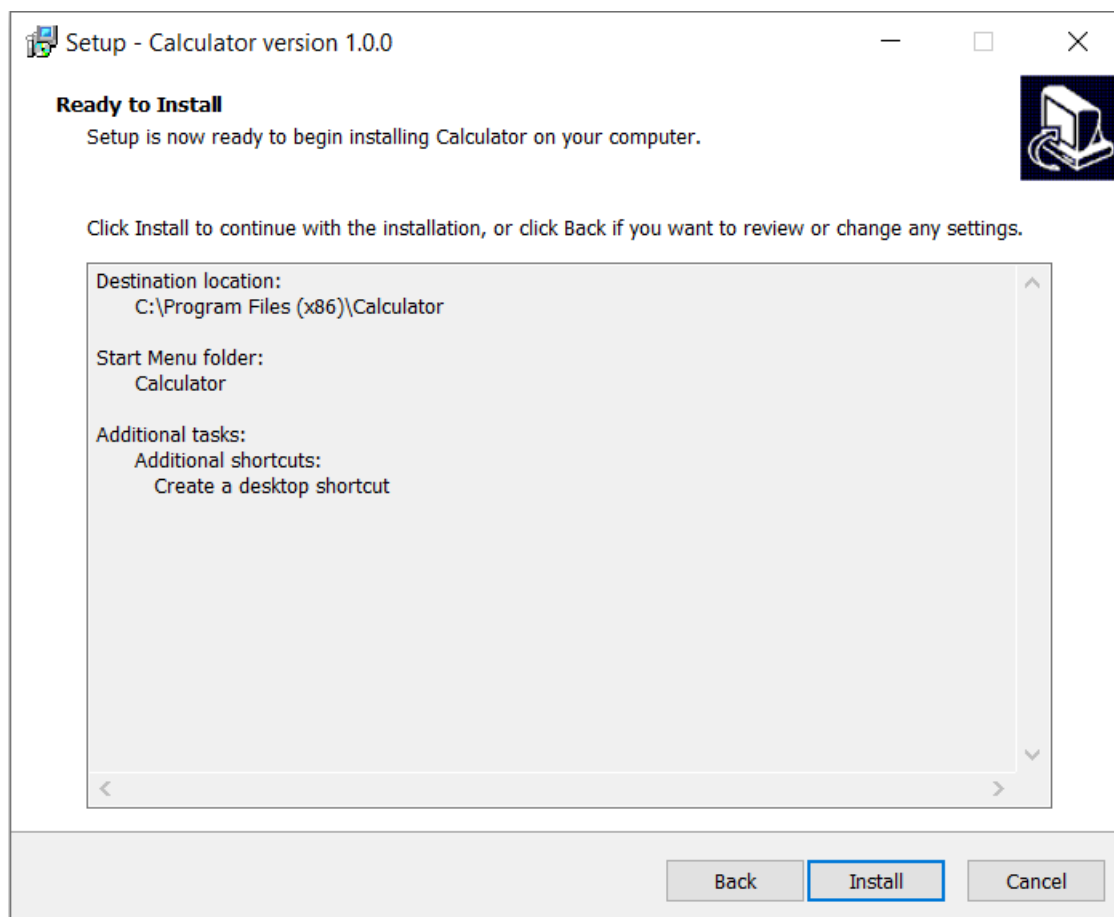 Setup - Calculator version 1.0.0
Ready to Install
Setup is now ready to begin installing Calculator on your computer.
Click Install to continue with the installation, or click Back if you want to review or change any settings.
Destination location:
C:\Program Files (x86)\Calculator
Start Menu folder:
Calculator
Additional tasks:
Additional shortcuts:
Create a desktop shortcut
Back Install Cancel